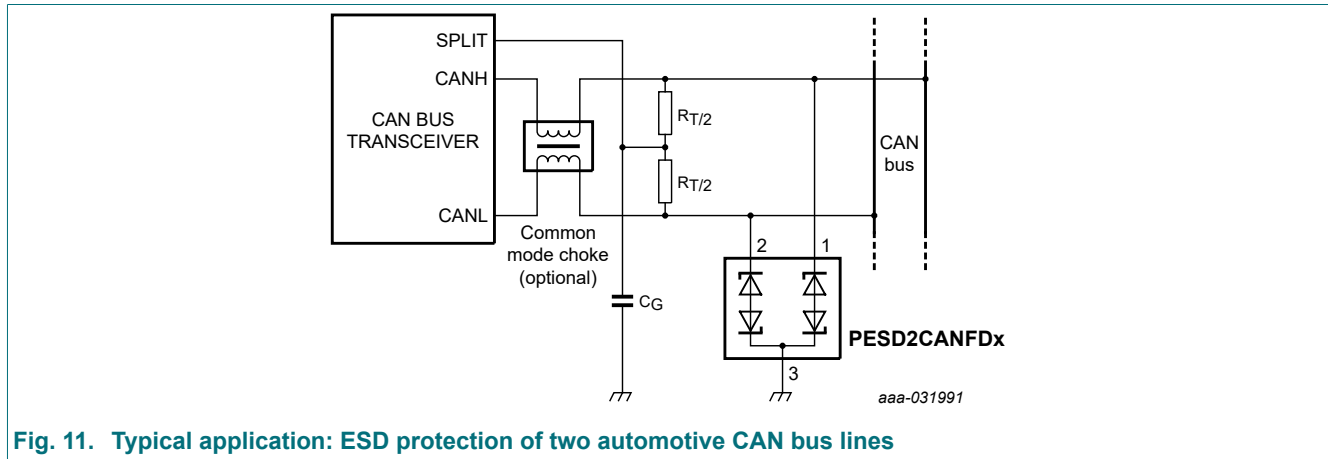 SPLIT
CANH
CAN BUS
TRANSCEIVER
CANL
Common
mode choke
(optional)
RT/2
RT/2
CG
CAN
bus
2
1
PESD2CANFDx
3
aaa-031991
Fig. 11. Typical application: ESD protection of two automotive CAN bus lines